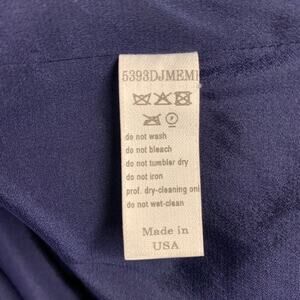 5393DJMEM
do not wash
do not bleach
do not tumbler dry
do not iron
prof. dry-cleaning onl
do not wet-clean
Made in
USA